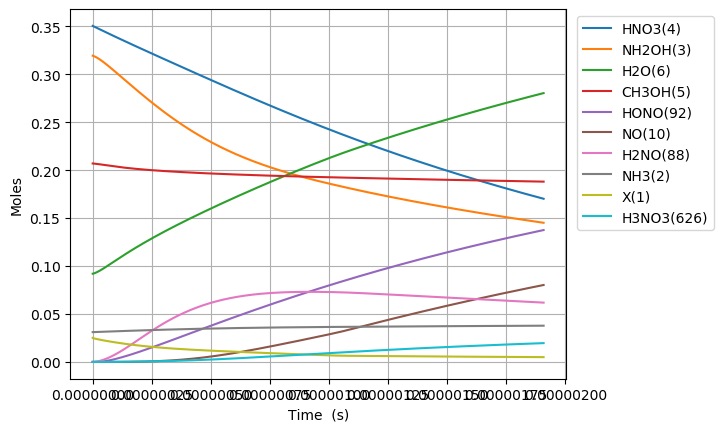 0.35
0.30
0.25
0.20
0.15
0.10
0.05
0.00
Moles
Time (s)
HNO3(4)
NH2OH(3)
H2O(6)
CH3OH(5)
HONO(92)
NO(10)
H2NO(88)
NH3(2)
X(1)
H3NO3(626)